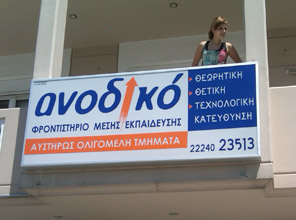 ανοδικό
ΦΡΟΝΤΙΣΤΗΡΙΟ ΜΕΣΗΣ ΕΚΠΑΙΔΕΥΣΗΣ
ΑΥΣΤΗΡΩΣ ΟΛΙΓΟΜΕΛΗ ΤΜΗΜΑΤΑ
ΘΕΩΡΗΤΙΚΗ
ΘΕΤΙΚΗ
ΤΕΧΝΟΛΟΓΙΚΗ
ΚΑΤΕΥΘΥΝΣΗ
22240 23513